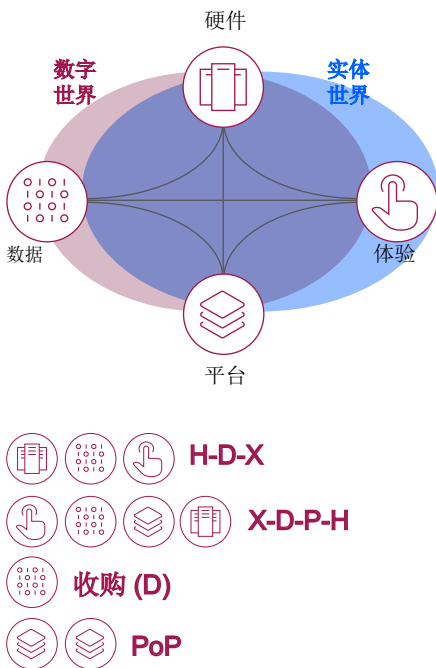 硬件
数字
世界
实体
世界
数据
体验
平台
H-D-X
X-D-P-H
收购 (D)
PoP